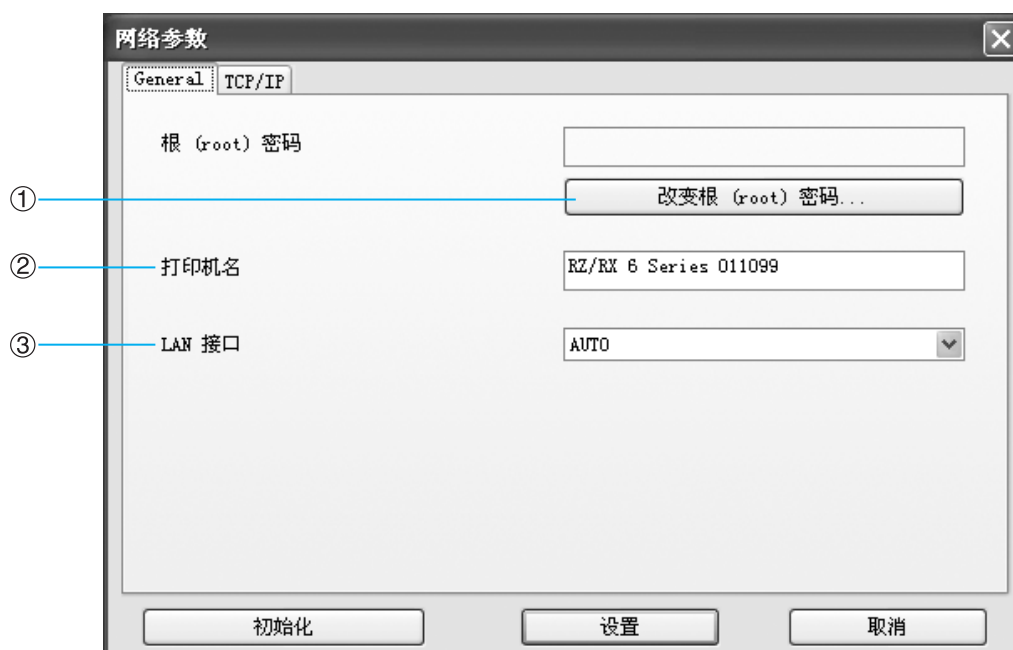 网络参数
General TCP/IP
根 (root) 密码
① 改变根 (root) 密码...
② 打印机名 RZ/RX 6 Series 011099
③ LAN 接口 AUTO
初始化 设置 取消